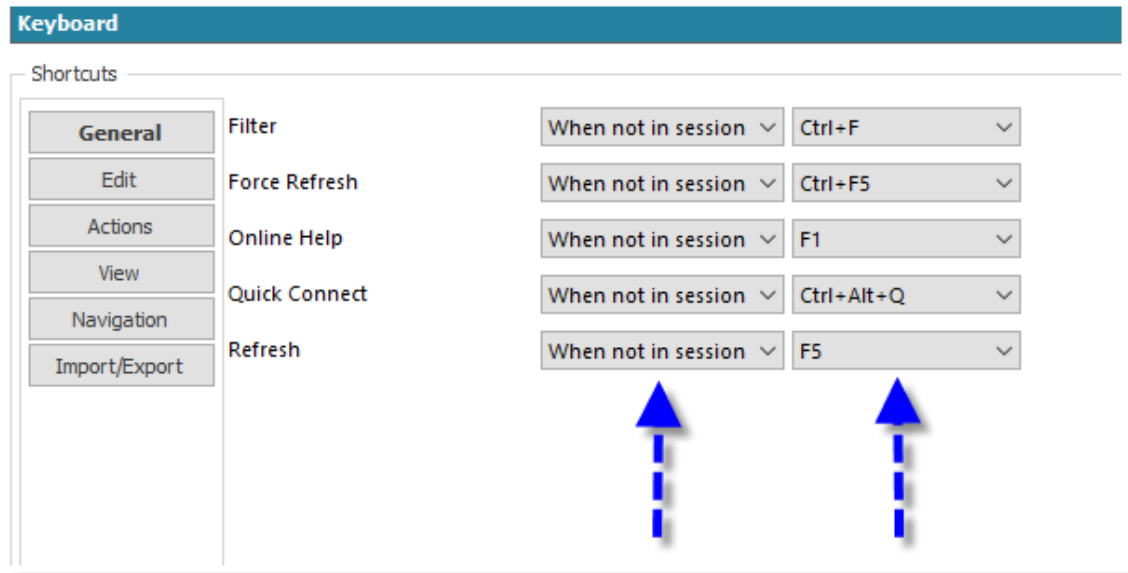 Keyboard
Shortcuts
General
Edit
Actions
View
Navigation
Import/Export
Filter When not in session Ctrl+F
Force Refresh When not in session Ctrl+F5
Online Help When not in session F1
Quick Connect When not in session Ctrl+Alt+Q
Refresh When not in session F5